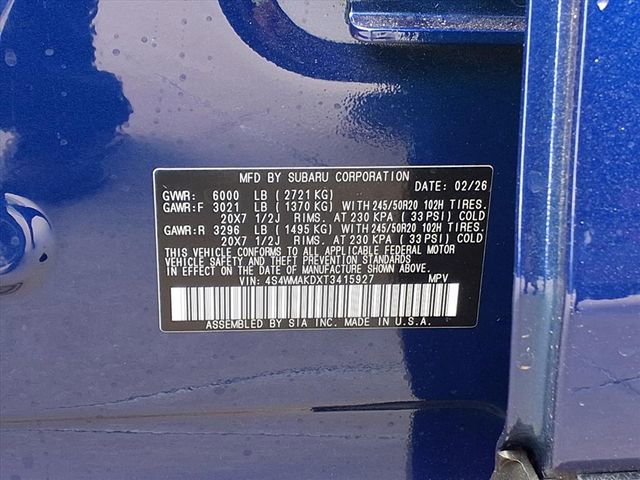 MFD BY SUBARU CORPORATION
DATE: 02/26
GVWR: 6000 LB ( 2721 KG)
GAWR:F 3021 LB ( 1370 KG) WITH 245/50R20 102H TIRES.
20X7 1/2J RIMS. AT 230 KPA ( 33 PSI) COLD
GAWR:R 3296 LB ( 1495 KG) WITH 245/50R20 102H TIRES.
20X7 1/2J RIMS. AT 230 KPA ( 33 PSI) COLD
THIS VEHICLE CONFORMS TO ALL APPLICABLE FEDERAL MOTOR
VEHICLE SAFETY AND THEFT PREVENTION STANDARDS
IN EFFECT ON THE DATE OF MANUFACTURE SHOWN ABOVE.
VIN: 4S4WMAKDXT3415927 MPV
ASSEMBLED BY SIA INC. MADE IN U.S.A.